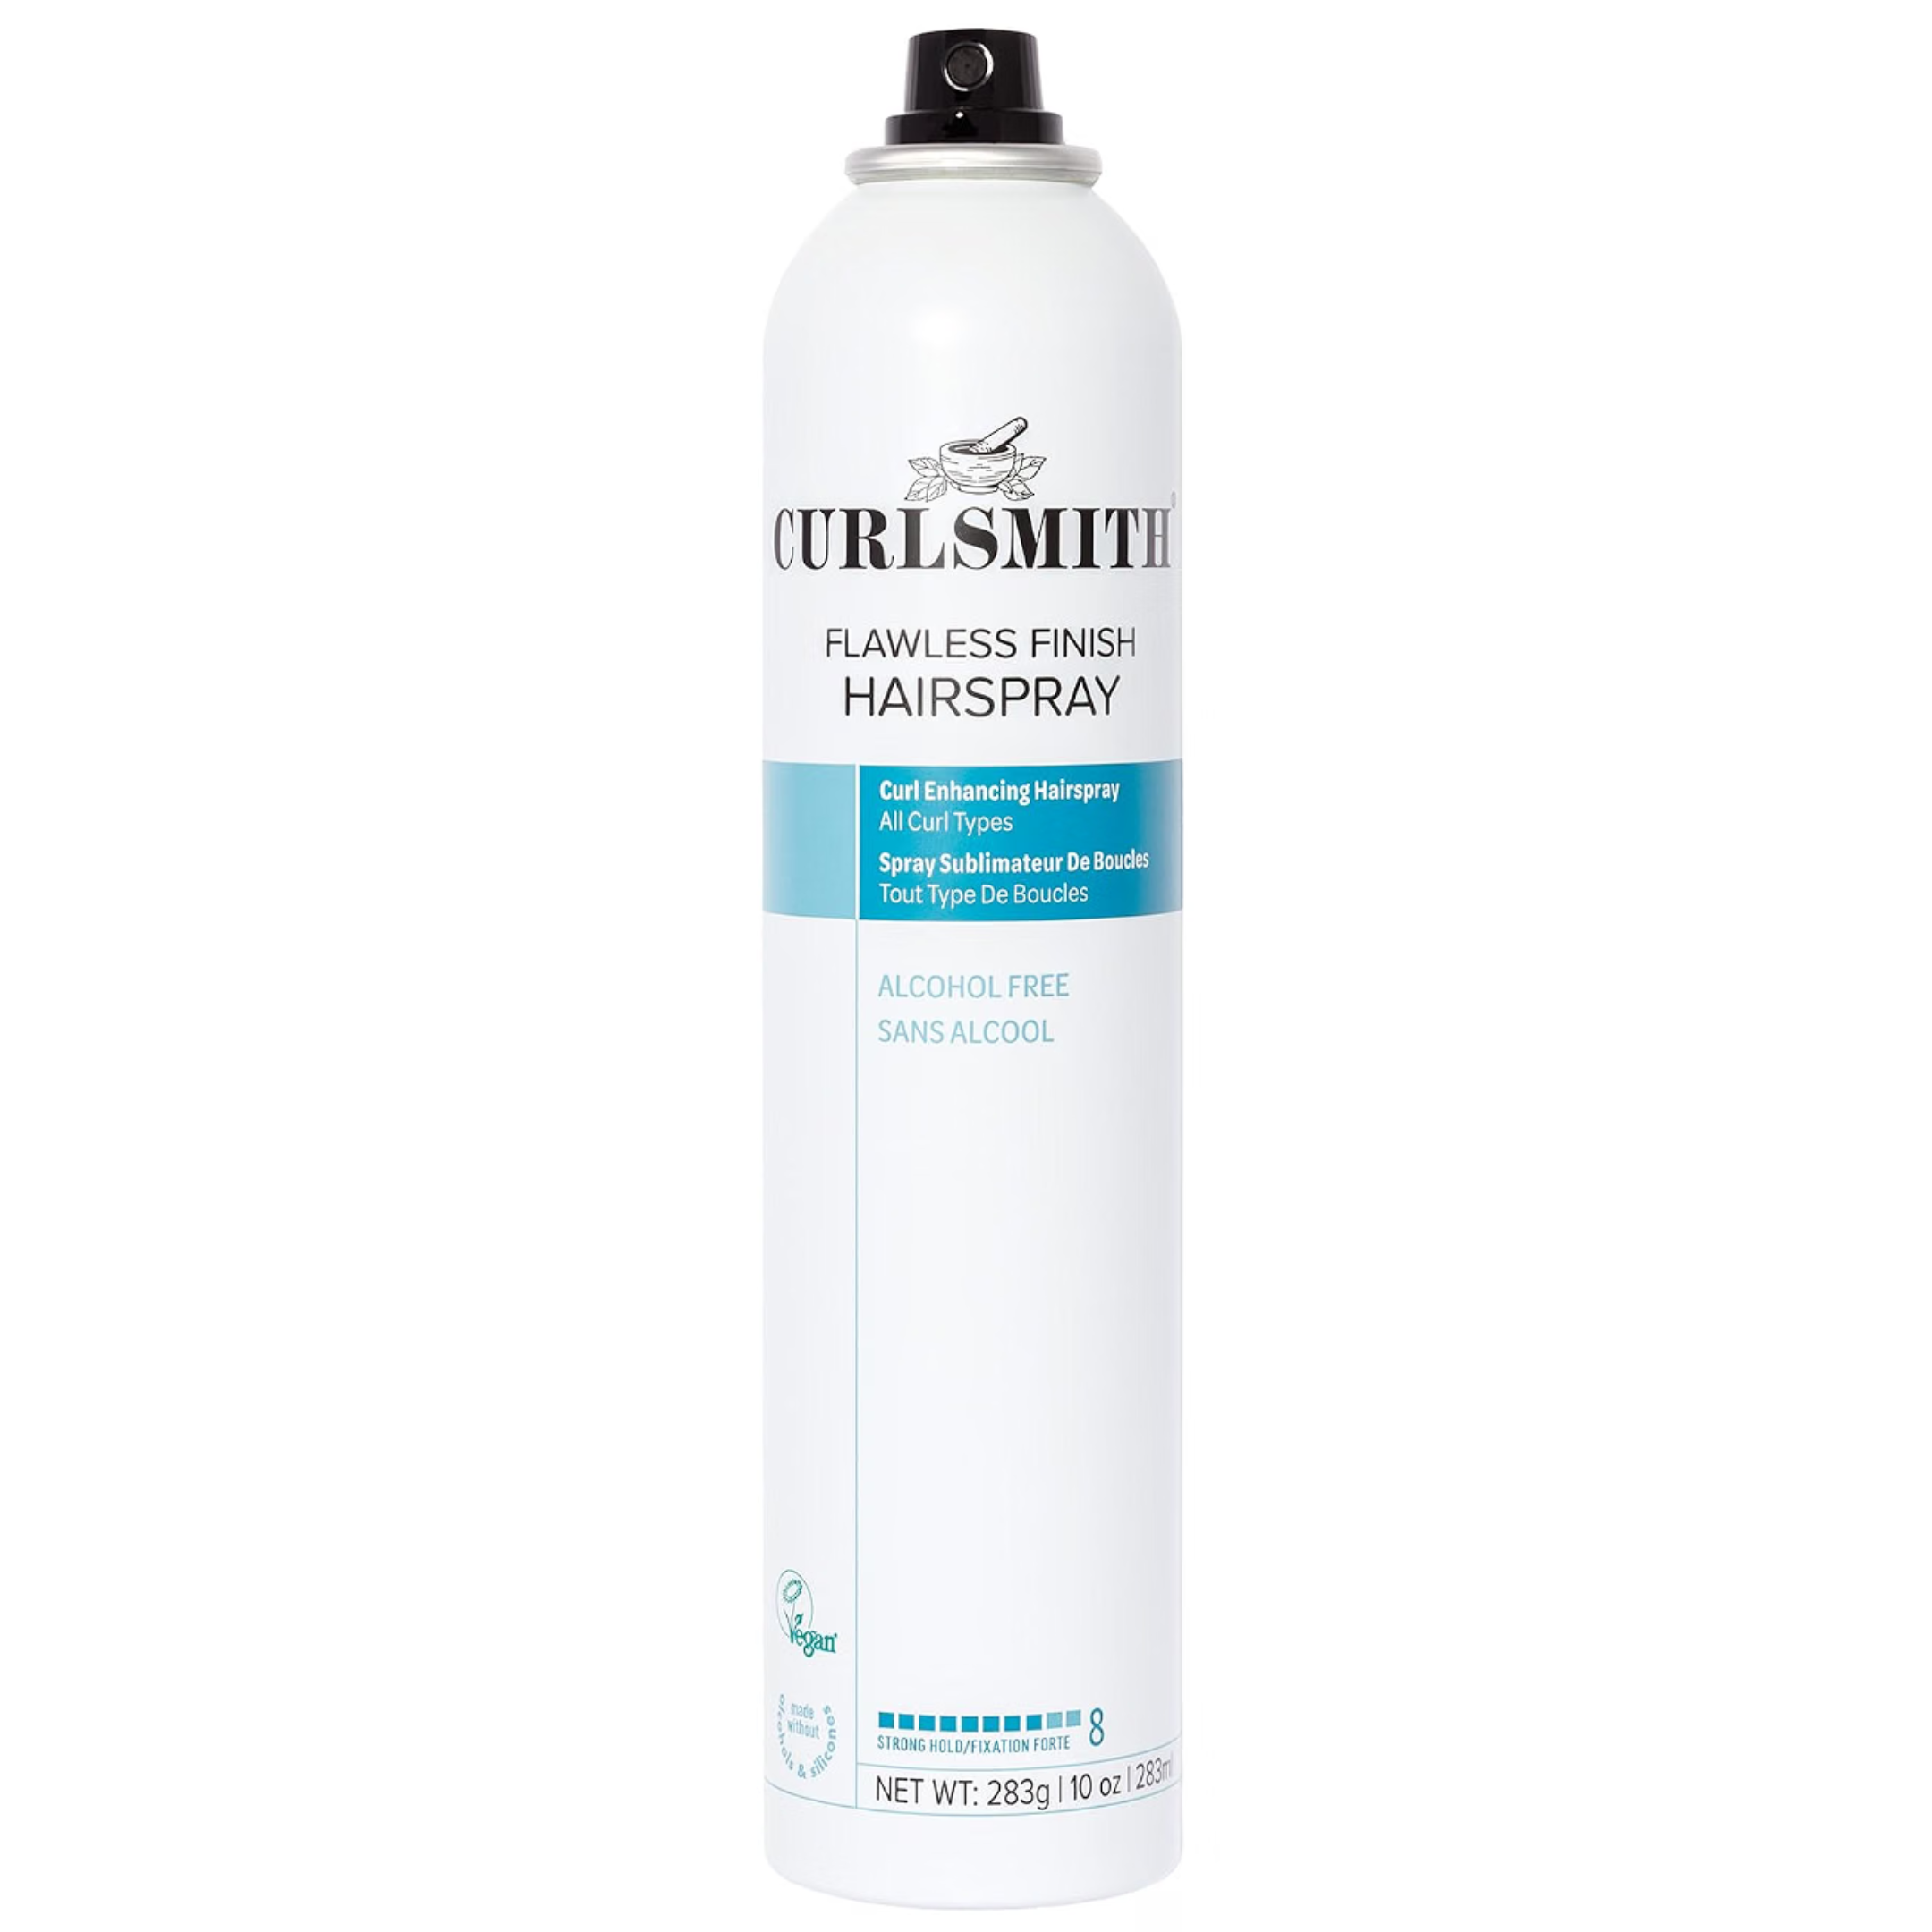 CURLSMITH®
FLAWLESS FINISH
HAIRSPRAY
Curl Enhancing Hairspray
All Curl Types
Spray Sublimateur De Boucles
Tout Type De Boucles
ALCOHOL FREE
SANS ALCOOL
Vegan
made
without
alcohols & silicones
8
STRONG HOLD/FIXATION FORTE
NET WT: 283g | 10 oz | 283ml